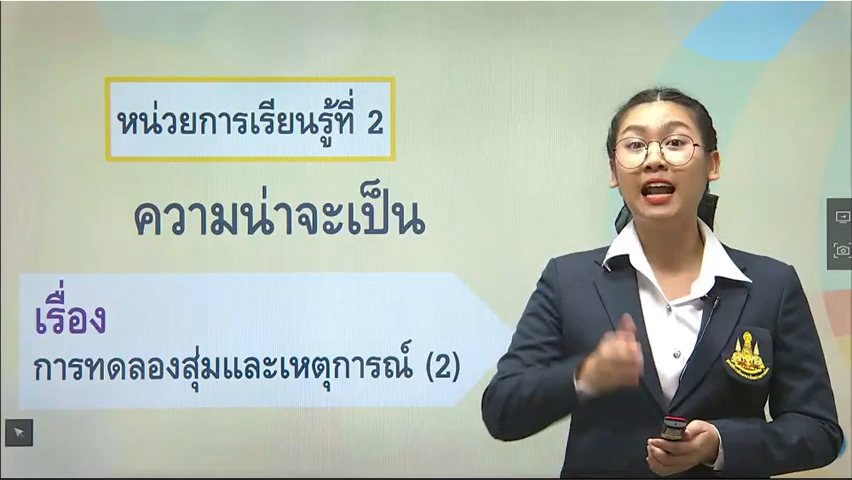 หน่วยการเรียนรู้ที่ 2
ความน่าจะเป็น
เรื่อง
การทดลองสุ่มและเหตุการณ์ (2)